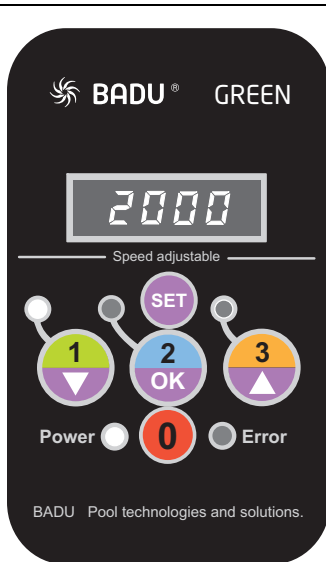 BADU ® GREEN
2000
Speed adjustable
SET
1 2 3
OK
Power 0 Error
BADU Pool technologies and solutions.